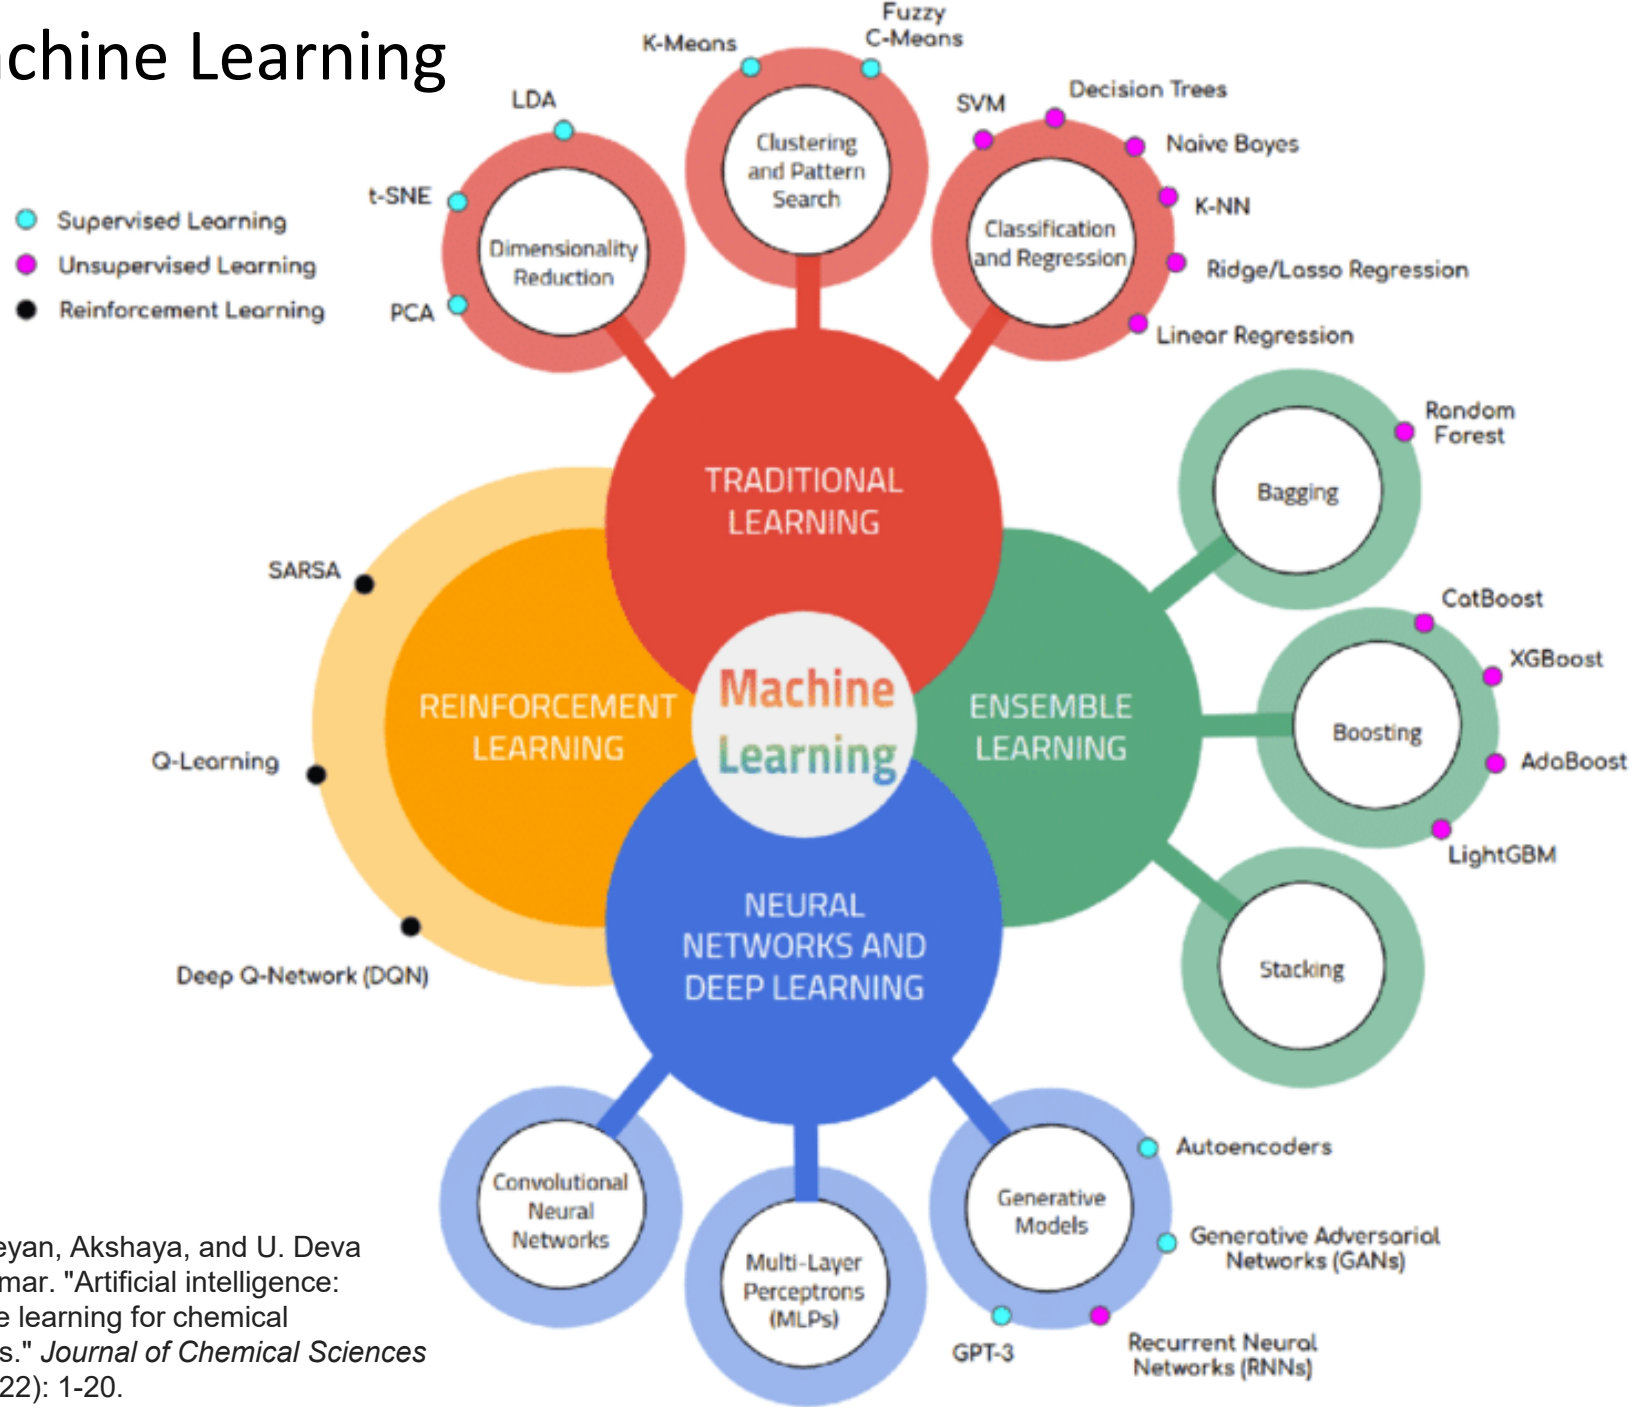 achine Learning
Supervised Learning
Unsupervised Learning
Reinforcement Learning
LDA
t-SNE
PCA
Dimensionality
Reduction
K-Means
Fuzzy
C-Means
Clustering
and Pattern
Search
SVM
Decision Trees
Naive Bayes
K-NN
Ridge/Lasso Regression
Linear Regression
Classification
and Regression
TRADITIONAL
LEARNING
Random
Forest
Bagging
CatBoost
XGBoost
AdaBoost
LightGBM
Boosting
Stacking
ENSEMBLE
LEARNING
Machine
Learning
REINFORCEMENT
LEARNING
SARSA
Q-Learning
Deep Q-Network (DQN)
NEURAL
NETWORKS AND
DEEP LEARNING
Convolutional
Neural
Networks
Multi-Layer
Perceptrons
(MLPs)
Generative
Models
Autoencoders
Generative Adversarial
Networks (GANs)
Recurrent Neural
Networks (RNNs)
GPT-3
eyan, Akshaya, and U. Deva
mar. "Artificial intelligence:
e learning for chemical
s." Journal of Chemical Sciences
22): 1-20.